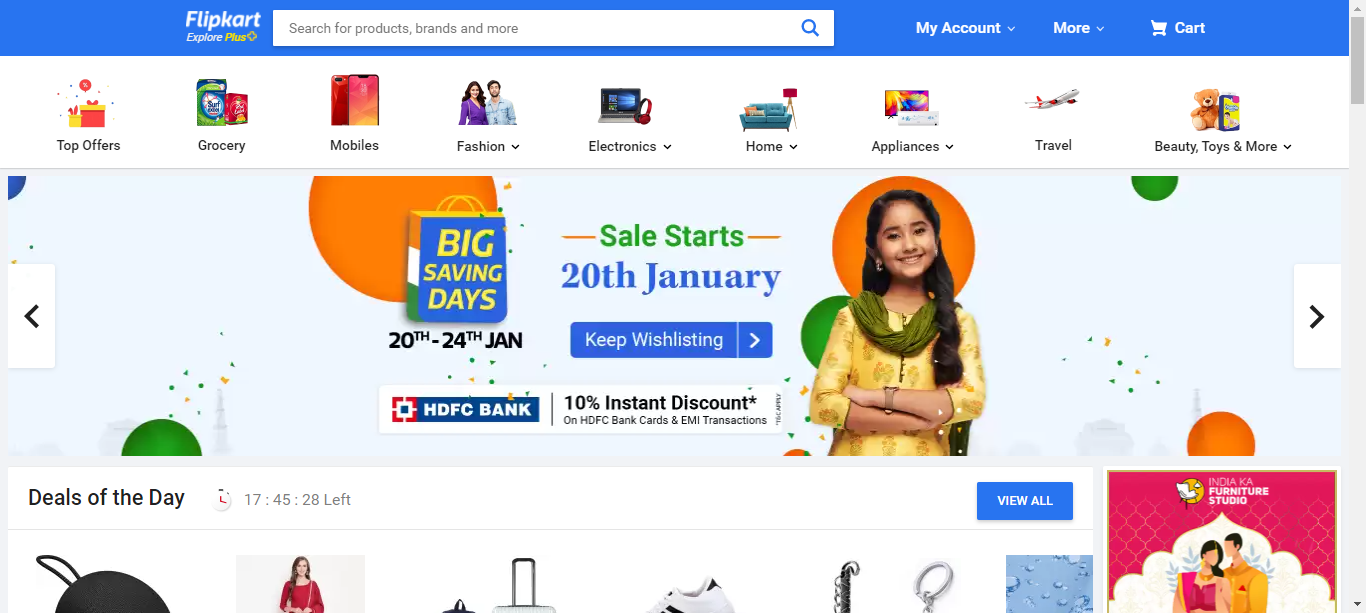 Flipkart
Explore Plus
Search for products, brands and more
My Account
More
Cart
Top Offers
Grocery
Mobiles
Fashion
Electronics
Home
Appliances
Travel
Beauty, Toys & More
Surf excel
BIG
SAVING
DAYS
20TH-24TH JAN
Sale Starts
20th January
Keep Wishlisting
HDFC BANK
10% Instant Discount*
On HDFC Bank Cards & EMI Transactions
*T&C APPLY
Deals of the Day
17 : 45 : 28 Left
VIEW ALL
INDIA KA
FURNITURE
STUDIO